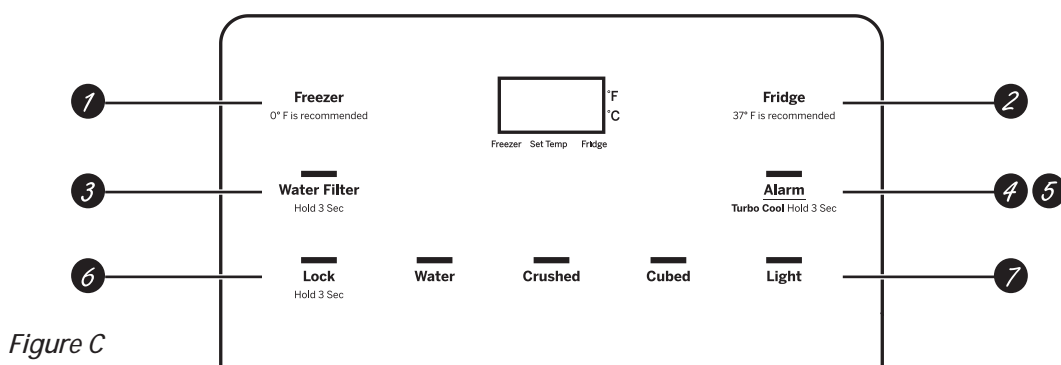 1 Freezer °F Fridge 2
0° F is recommended °C 37° F is recommended
Freezer Set Temp Fridge
3 Water Filter Alarm 4 5
Hold 3 Sec Turbo Cool Hold 3 Sec
6 Lock Water Crushed Cubed Light 7
Hold 3 Sec
Figure C